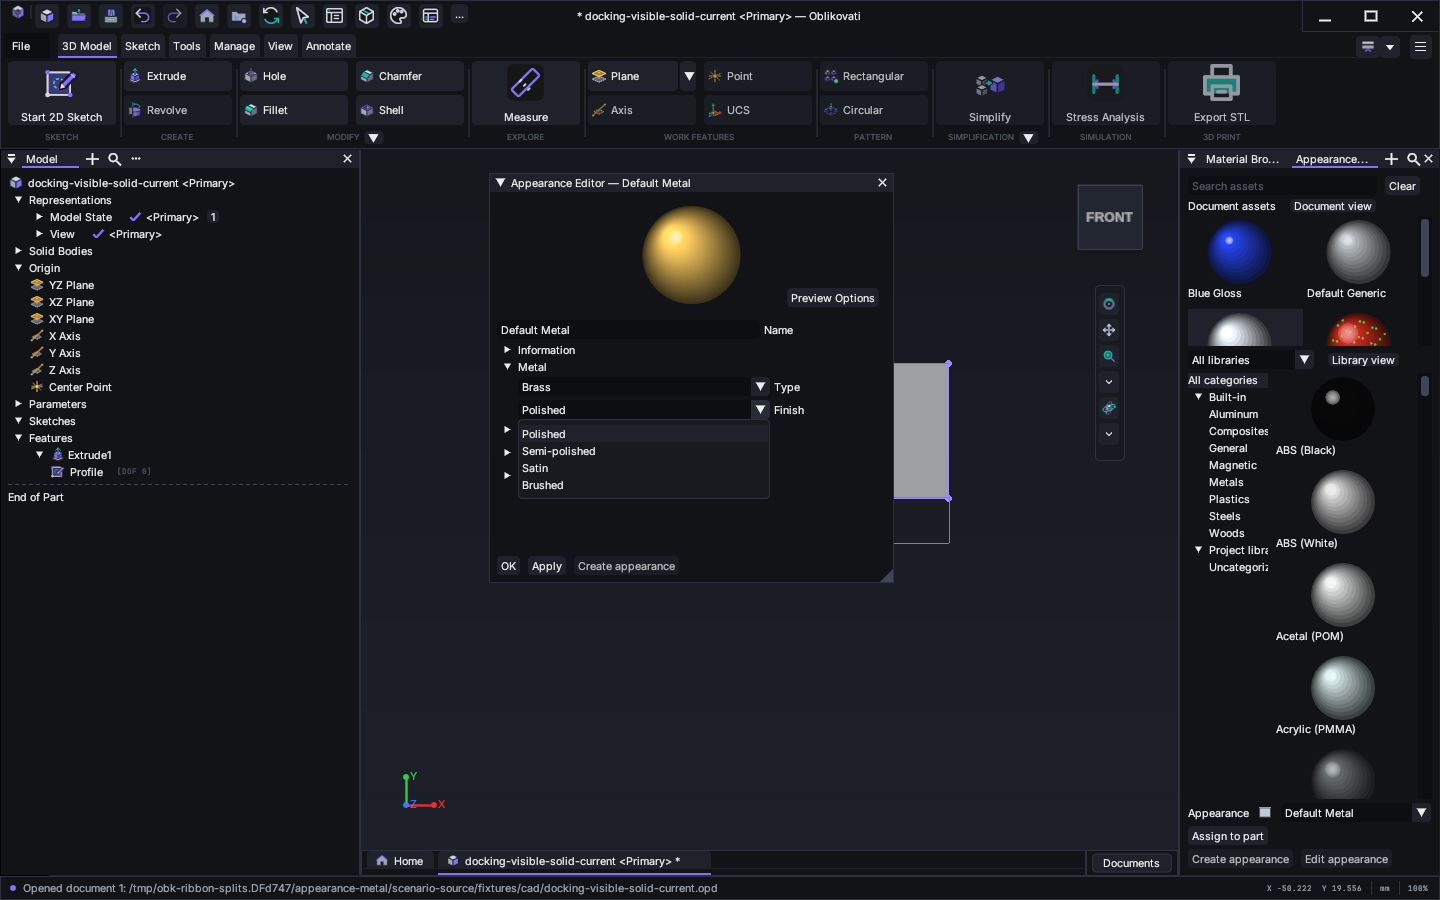 * docking-visible-solid-current <Primary> — Oblikovati
File
3D Model
Sketch
Tools
Manage
View
Annotate
Start 2D Sketch
SKETCH
Extrude
Revolve
CREATE
Hole
Fillet
Chamfer
Shell
MODIFY
Measure
EXPLORE
Plane
Axis
Point
UCS
WORK FEATURES
Rectangular
Circular
PATTERN
Simplify
SIMPLIFICATION
Stress Analysis
SIMULATION
Export STL
3D PRINT
Model
docking-visible-solid-current <Primary>
Representations
Model State <Primary> 1
View <Primary>
Solid Bodies
Origin
YZ Plane
XZ Plane
XY Plane
X Axis
Y Axis
Z Axis
Center Point
Parameters
Sketches
Features
Extrude1
Profile [DOF 0]
End of Part
Appearance Editor — Default Metal
Preview Options
Default Metal Name
Information
Metal
Brass Type
Polished Finish
Polished
Semi-polished
Satin
Brushed
OK
Apply
Create appearance
FRONT
Y
Z
X
Home
docking-visible-solid-current <Primary> *
Documents
Material Bro...
Appearance...
Search assets
Clear
Document assets
Document view
Blue Gloss
Default Generic
All libraries
Library view
All categories
Built-in
Aluminum
Composites
General
Magnetic
Metals
Plastics
Steels
Woods
Project libra
Uncategoriz
ABS (Black)
ABS (White)
Acetal (POM)
Acrylic (PMMA)
Appearance
Default Metal
Assign to part
Create appearance
Edit appearance
Opened document 1: /tmp/obk-ribbon-splits.DFd747/appearance-metal/scenario-source/fixtures/cad/docking-visible-solid-current.opd
X -50.222 Y 19.556 mm 100%